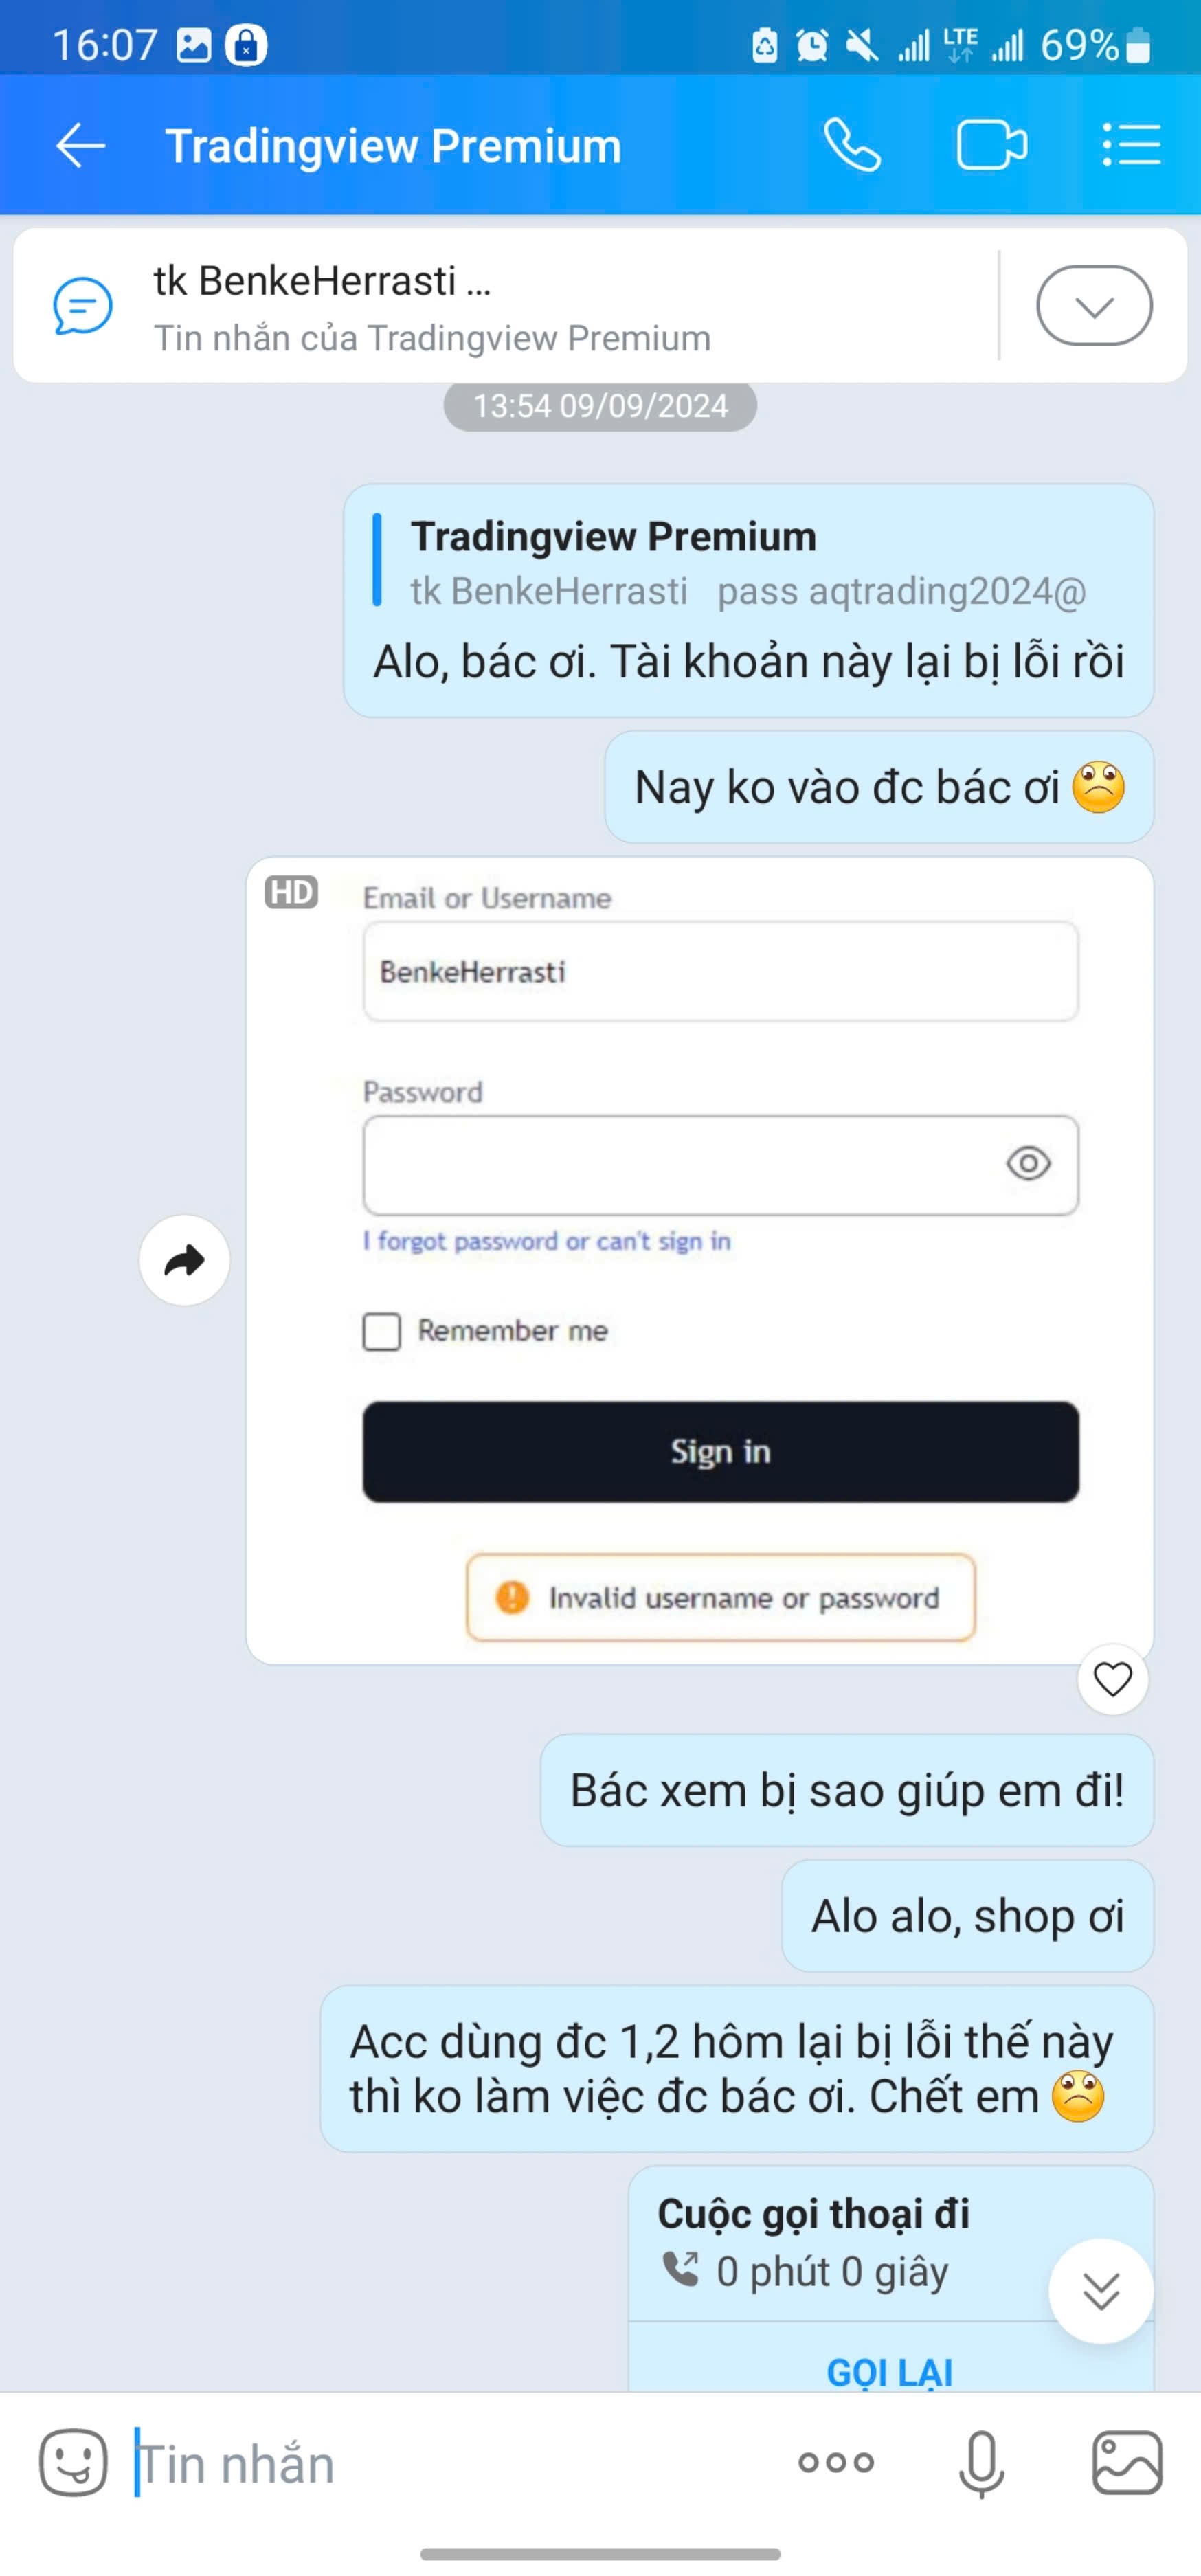 16:07
LTE
69%
Tradingview Premium
tk BenkeHerrasti ...
Tin nhắn của Tradingview Premium
13:54 09/09/2024
Tradingview Premium
tk BenkeHerrasti pass aqtrading2024@
Alo, bác ơi. Tài khoản này lại bị lỗi rồi
Nay ko vào đc bác ơi
HD
Email or Username
BenkeHerrasti
Password
I forgot password or can't sign in
Remember me
Sign in
Invalid username or password
Bác xem bị sao giúp em đi!
Alo alo, shop ơi
Acc dùng đc 1,2 hôm lại bị lỗi thế này
thì ko làm việc đc bác ơi. Chết em
Cuộc gọi thoại đi
0 phút 0 giây
GỌI LẠI
Tin nhắn